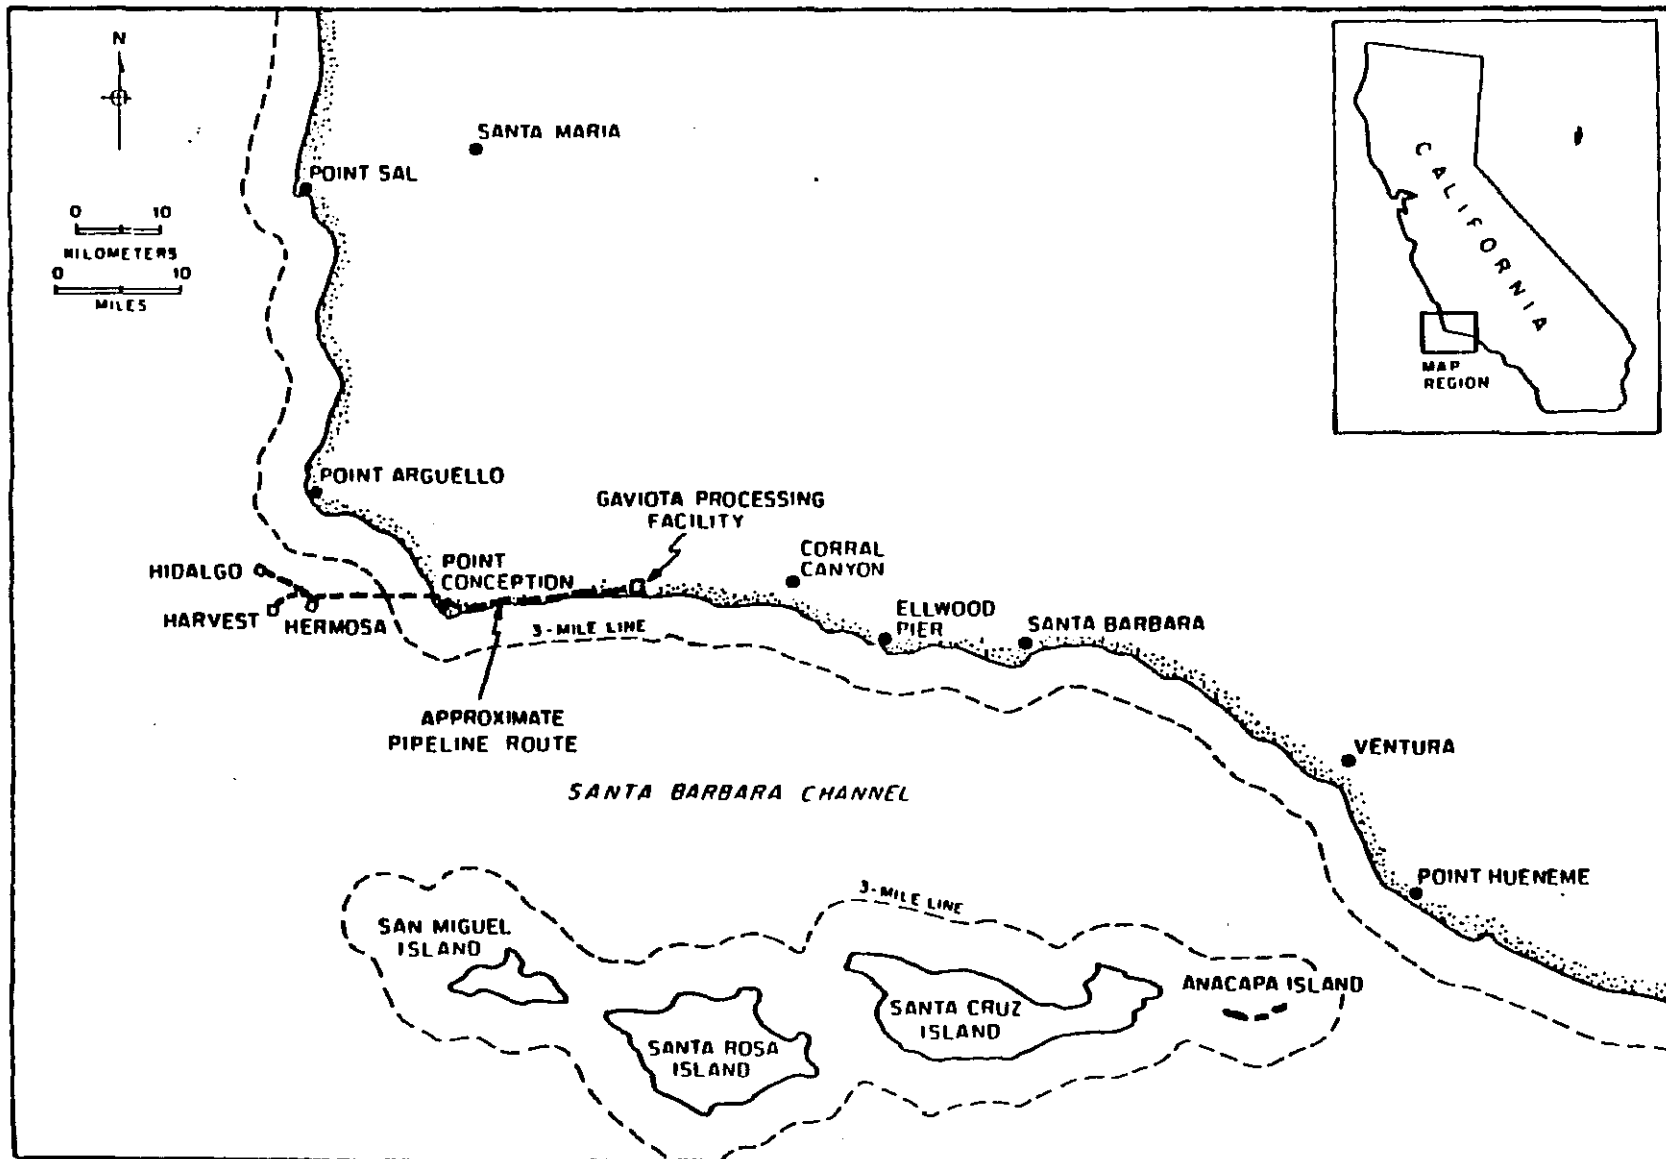 N
SANTA MARIA
POINT SAL
0 10
KILOMETERS
0 10
MILES
CALIFORNIA
MAP
REGION
POINT ARGUELLO
GAVIOTA PROCESSING
FACILITY
CORRAL
CANYON
POINT
CONCEPTION
HIDALGO
HARVEST
HERMOSA
ELLWOOD
PIER
SANTA BARBARA
3-MILE LINE
APPROXIMATE
PIPELINE ROUTE
VENTURA
SANTA BARBARA CHANNEL
POINT HUENEME
3-MILE LINE
SAN MIGUEL
ISLAND
ANACAPA ISLAND
SANTA CRUZ
ISLAND
SANTA ROSA
ISLAND